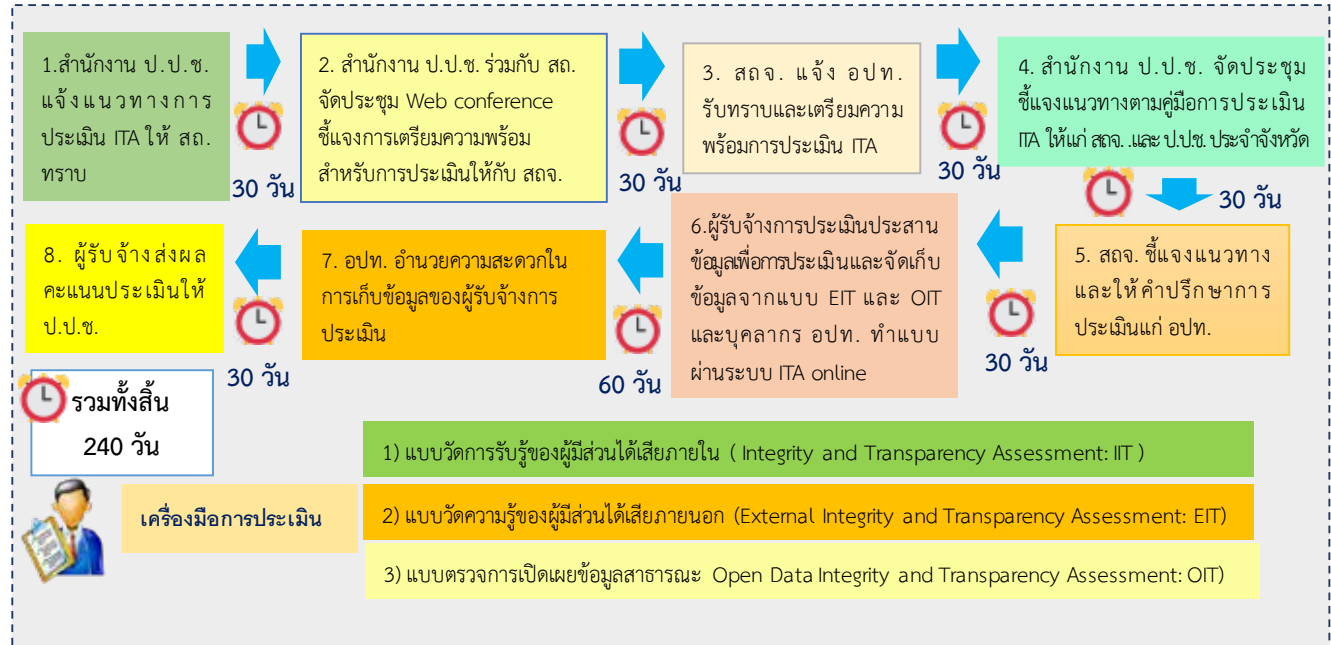 1.สำนักงาน ป.ป.ช.
แจ้งแนวทางการ
ประเมิน ITA ให้ สถ.
ทราบ
30 วัน
2. สำนักงาน ป.ป.ช. ร่วมกับ สถ.
จัดประชุม Web conference
ชี้แจงการเตรียมความพร้อม
สำหรับการประเมินให้กับ สถจ.
30 วัน
3. สถจ. แจ้ง อปท.
รับทราบและเตรียมความ
พร้อมการประเมิน ITA
30 วัน
4. สำนักงาน ป.ป.ช. จัดประชุม
ชี้แจงแนวทางตามคู่มือการประเมิน
ITA ให้แก่ สถจ. .และ ป.ป.ช. ประจำจังหวัด
30 วัน
5. สถจ. ชี้แจงแนวทาง
และให้คำปรึกษาการ
ประเมินแก่ อปท.
30 วัน
6.ผู้รับจ้างการประเมินประสาน
ข้อมูลเพื่อการประเมินและจัดเก็บ
ข้อมูลจากแบบ EIT และ OIT
และบุคลากร อปท. ทำแบบ
ผ่านระบบ ITA online
60 วัน
7. อปท. อำนวยความสะดวกใน
การเก็บข้อมูลของผู้รับจ้างการ
ประเมิน
30 วัน
8. ผู้รับจ้างส่งผล
คะแนนประเมินให้
ป.ป.ช.
รวมทั้งสิ้น
240 วัน
เครื่องมือการประเมิน
1) แบบวัดการรับรู้ของผู้มีส่วนได้เสียภายใน ( Integrity and Transparency Assessment: IIT )
2) แบบวัดความรู้ของผู้มีส่วนได้เสียภายนอก (External Integrity and Transparency Assessment: EIT)
3) แบบตรวจการเปิดเผยข้อมูลสาธารณะ Open Data Integrity and Transparency Assessment: OIT)